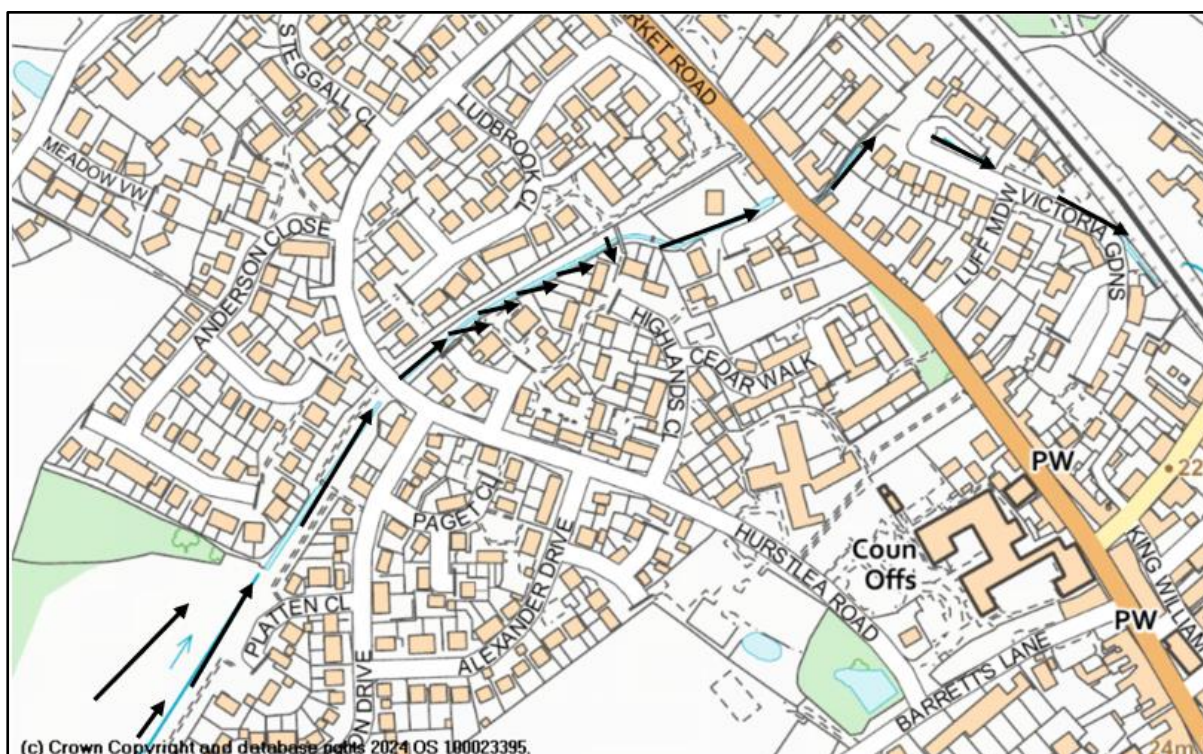 STEGGALL CL
RKET ROAD
LUDBROOK CL
MEADOW VW
ANDERSON CLOSE
LUFF MDW
VICTORIA GDNS
HIGHLANDS CL
CEDAR WALK
PAGET CL
PW
Coun
Offs
HURSTLEA ROAD
KING WILLIAM
PLATTEN CL
ALEXANDER DRIVE
ON DRIVE
BARRETTS LANE
PW
(c) Crown Copyright and database rights 2024 OS 100023395.